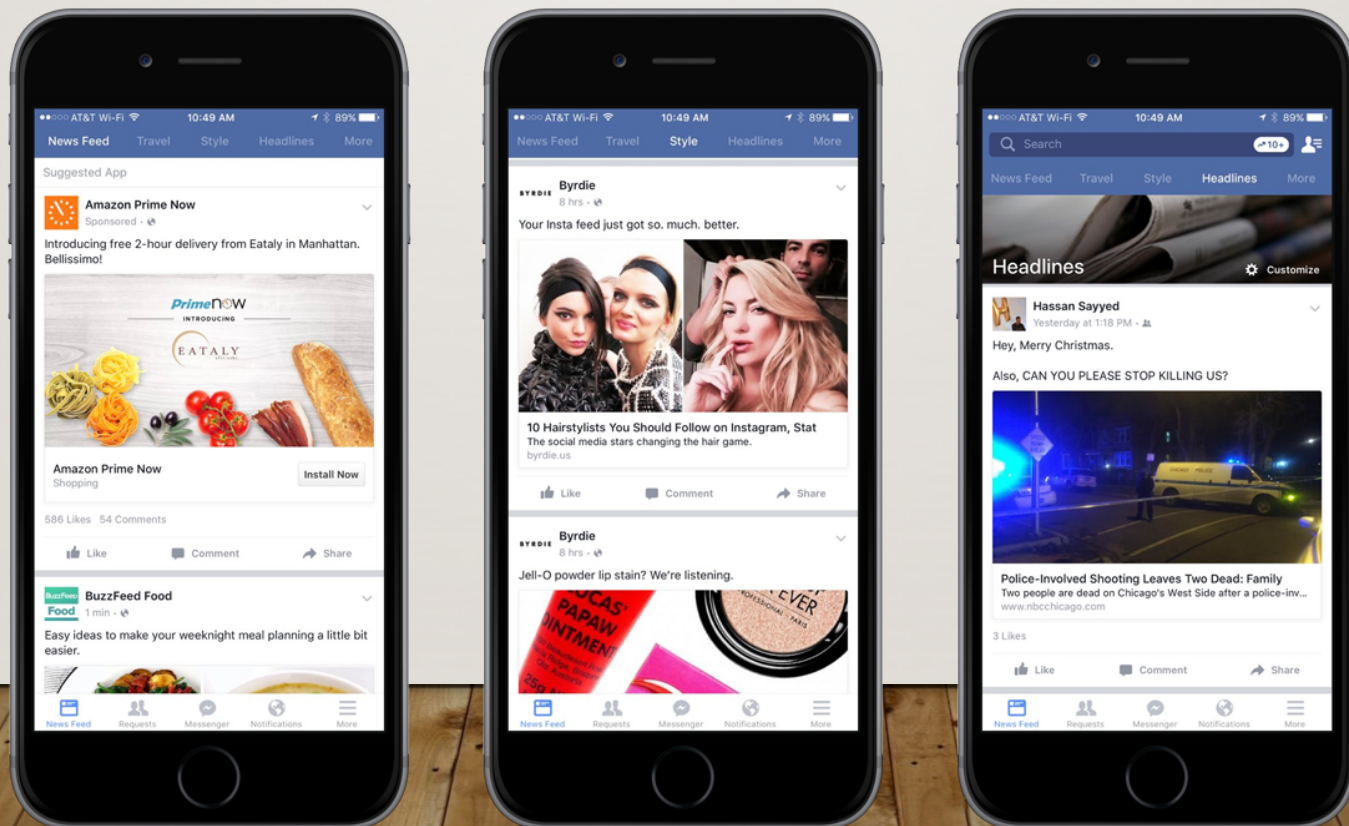 AT&T Wi-Fi 10:49 AM 89%
News Feed Travel Style Headlines More
Suggested App
Amazon Prime Now
Sponsored
Introducing free 2-hour delivery from Eataly in Manhattan.
Bellissimo!
PrimeNOW
INTRODUCING
EATALY
Amazon Prime Now
Shopping
Install Now
586 Likes 54 Comments
Like Comment Share
BuzzFeed
Food
BuzzFeed Food
1 min
Easy ideas to make your weeknight meal planning a little bit
easier.
News Feed Requests Messenger Notifications More
AT&T Wi-Fi 10:49 AM 89%
News Feed Travel Style Headlines More
BYRDIE
Byrdie
8 hrs
Your Insta feed just got so. much. better.
10 Hairstylists You Should Follow on Instagram, Stat
The social media stars changing the hair game.
byrdie.us
Like Comment Share
BYRDIE
Byrdie
8 hrs
Jell-O powder lip stain? We're listening.
LUCAS'
PAPAW
OINTMENT
25g
EVER
PROFESSIONAL - PARIS
News Feed Requests Messenger Notifications More
AT&T Wi-Fi 10:49 AM 89%
Search 10+
News Feed Travel Style Headlines More
Headlines
Customize
Hassan Sayyed
Yesterday at 1:18 PM
Hey, Merry Christmas.
Also, CAN YOU PLEASE STOP KILLING US?
CHICAGO POLICE
Police-Involved Shooting Leaves Two Dead: Family
Two people are dead on Chicago's West Side after a police-inv...
www.nbcchicago.com
3 Likes
Like Comment Share
News Feed Requests Messenger Notifications More